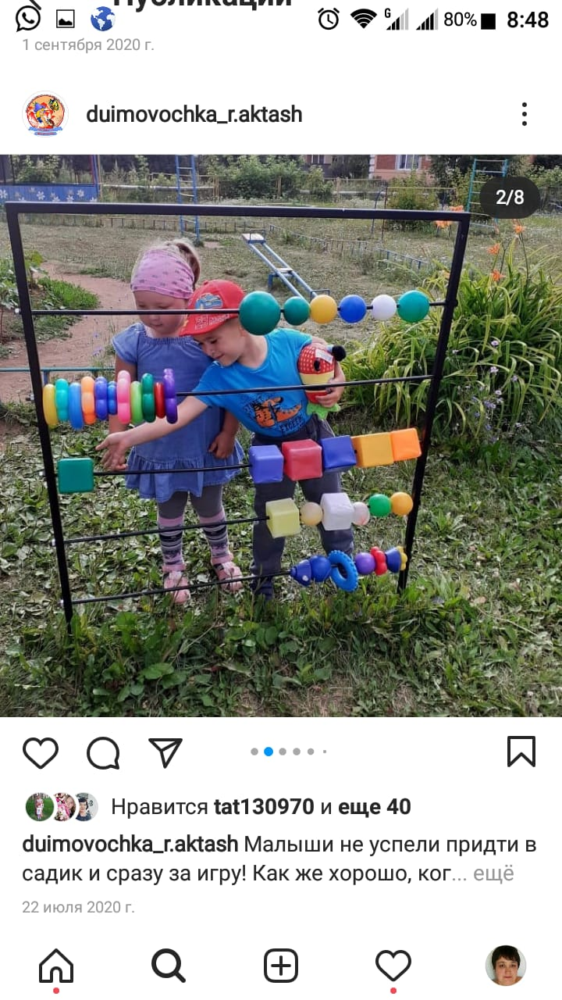 Публикации
G 80% 8:48
1 сентября 2020 г.
duimovochka_r.aktash
2/8
Нравится tat130970 и еще 40
duimovochka_r.aktash Малыши не успели придти в
садик и сразу за игру! Как же хорошо, ког... ещё
22 июля 2020 г.